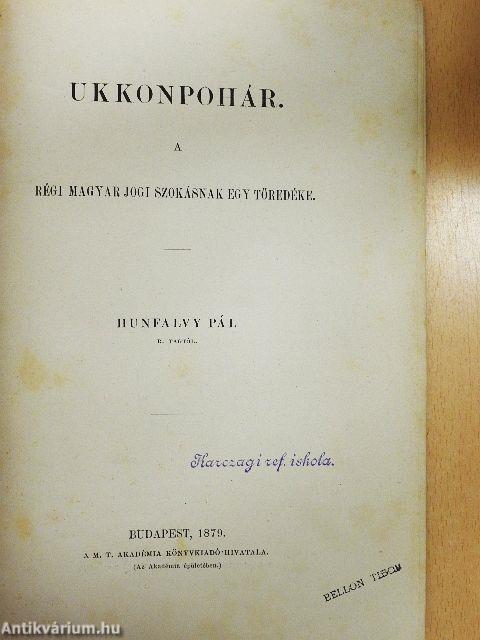 UKKONPOHÁR.
A
RÉGI MAGYAR JOGI SZOKÁSNAK EGY TÖREDÉKE.
HUNFALVY PÁL
R. TAGTÓL.
Karczagi ref. iskola.
BUDAPEST, 1879.
A M. T. AKADÉMIA KÖNYVKIADÓ-HIVATALA.
(Az Akadémia épületében.)
BELLON TIBOR
Antikvárium.hu